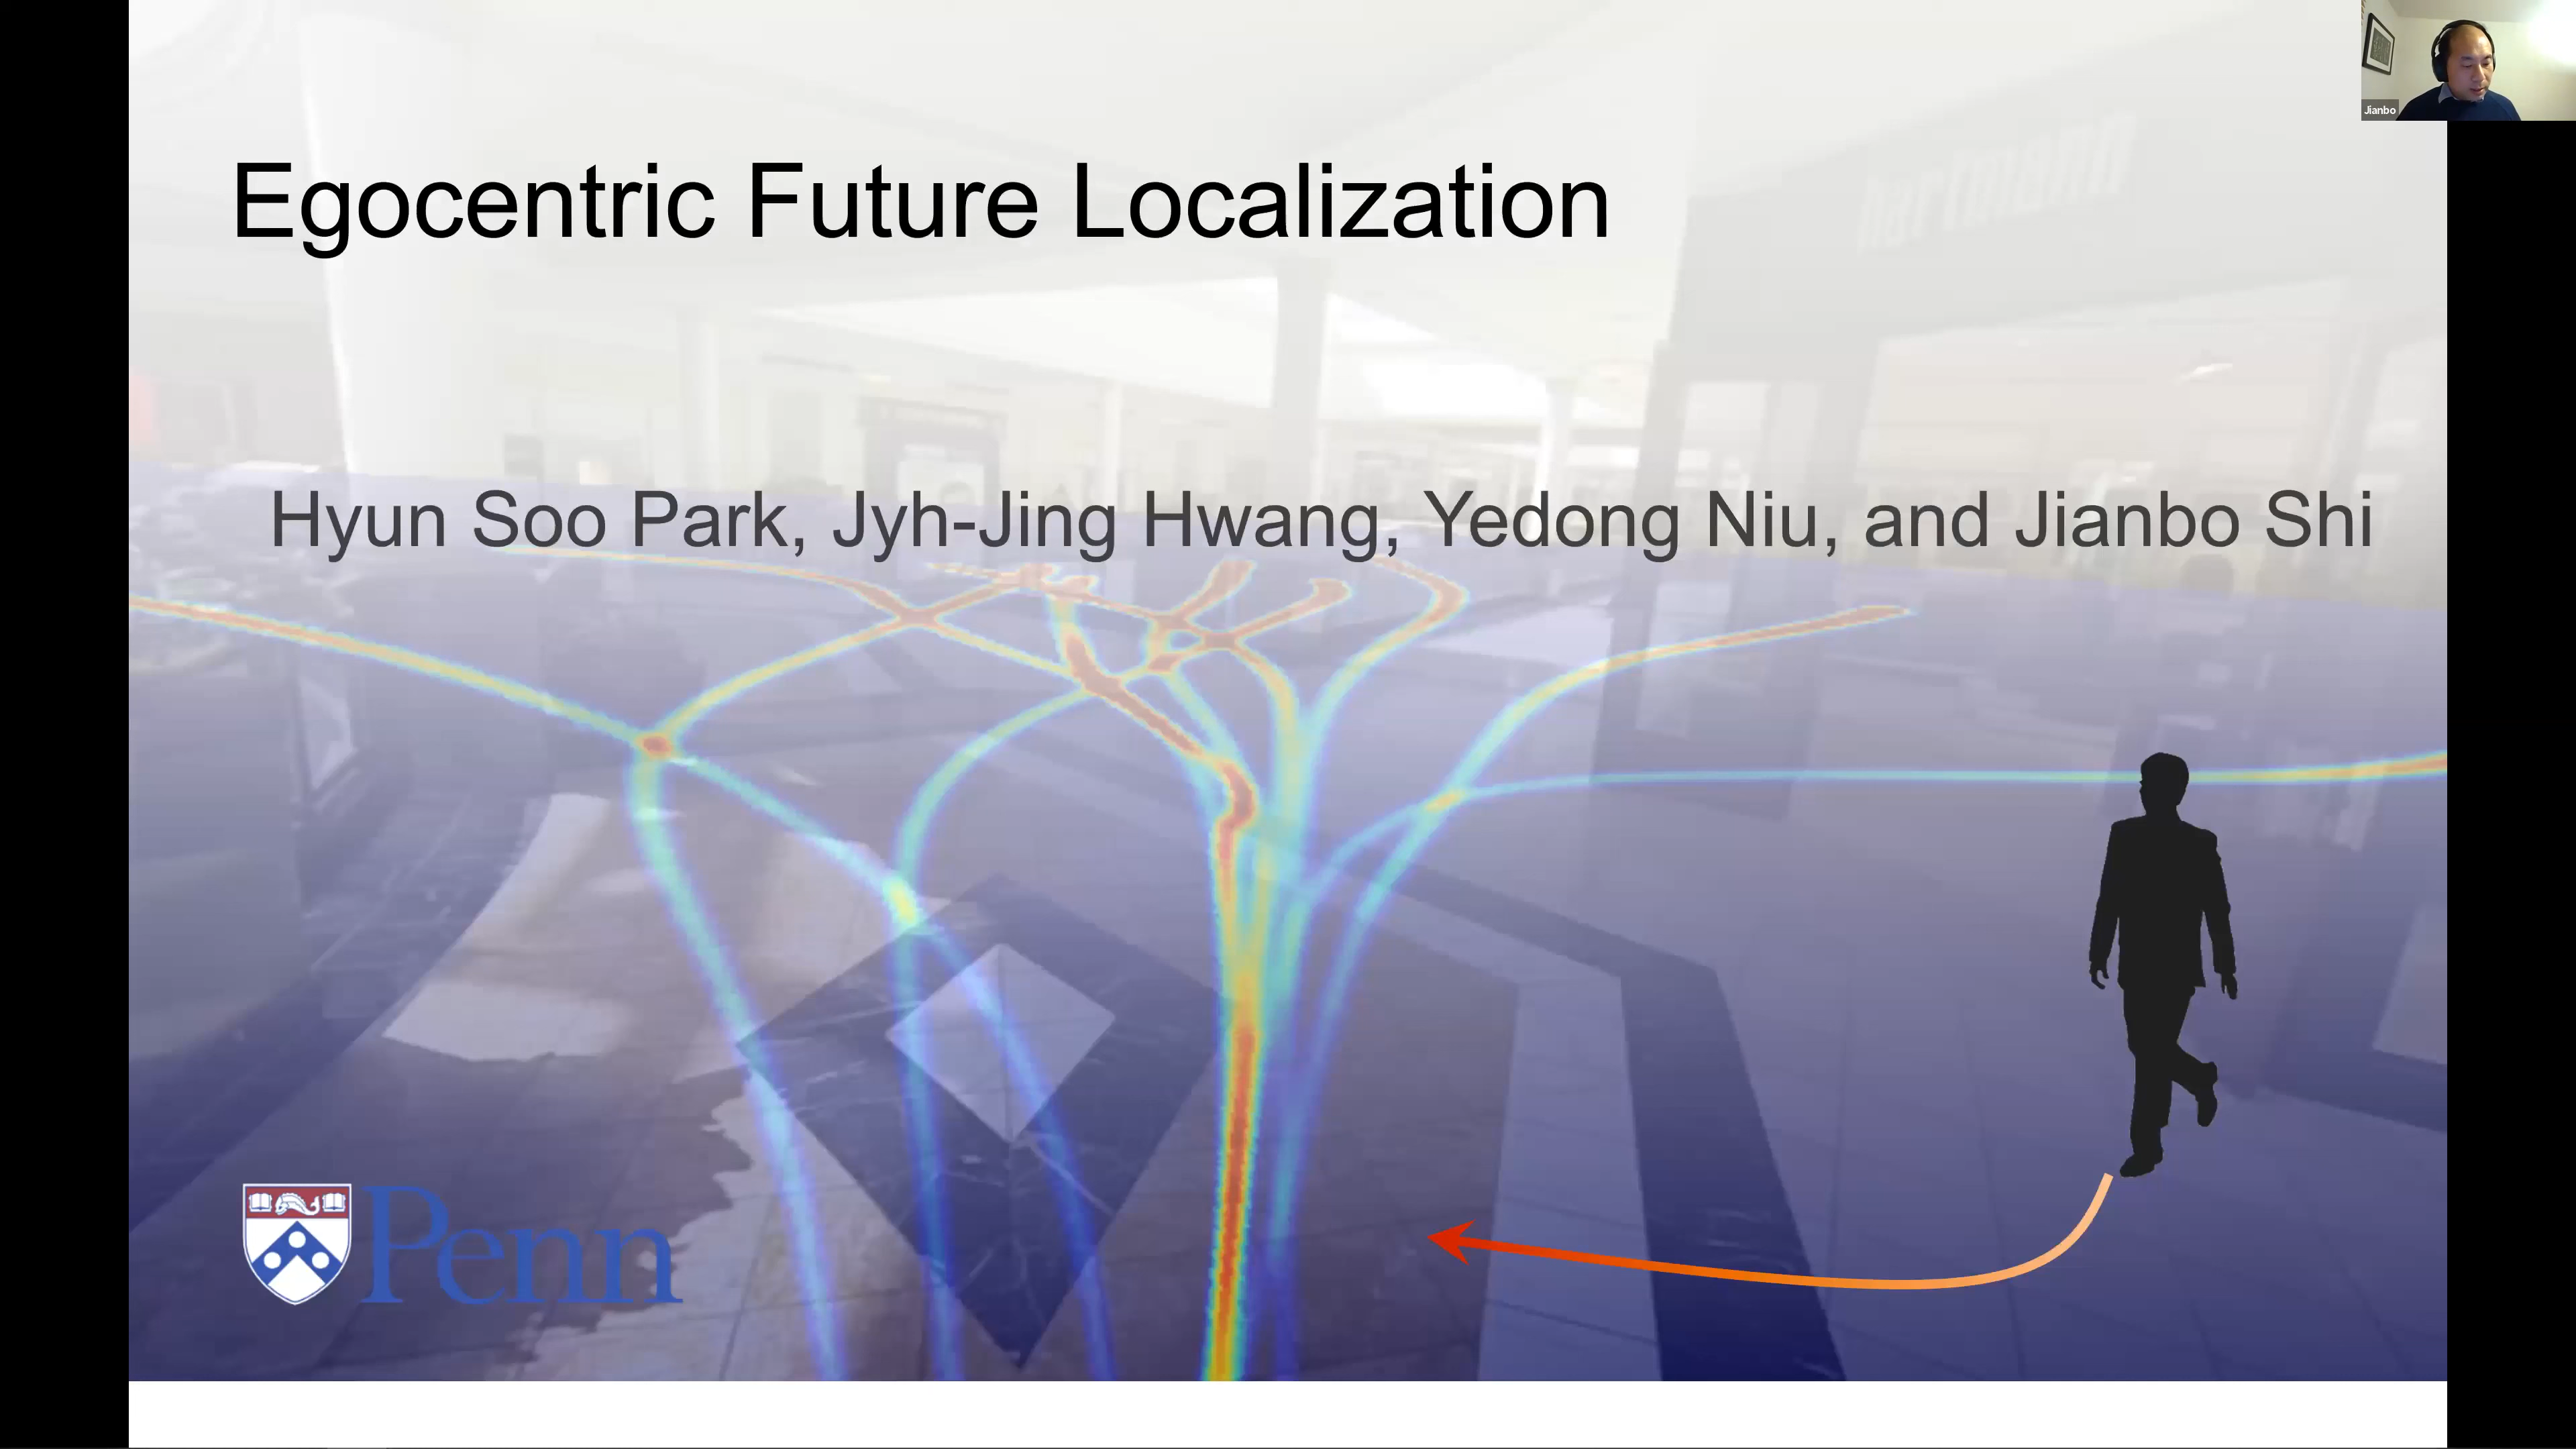 Jianbo
Egocentric Future Localization
Hyun Soo Park, Jyh-Jing Hwang, Yedong Niu, and Jianbo Shi
Penn